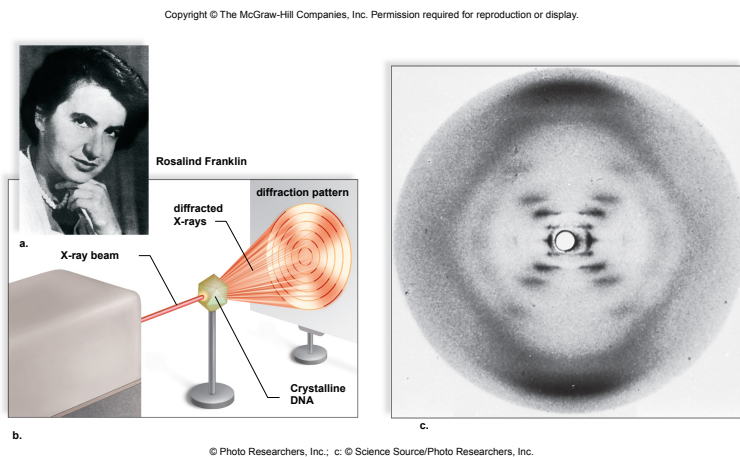 Copyright © The McGraw-Hill Companies, Inc. Permission required for reproduction or display.
Rosalind Franklin
a.
diffraction pattern
diffracted
X-rays
X-ray beam
Crystalline
DNA
b.
c.
© Photo Researchers, Inc.; c: © Science Source/Photo Researchers, Inc.